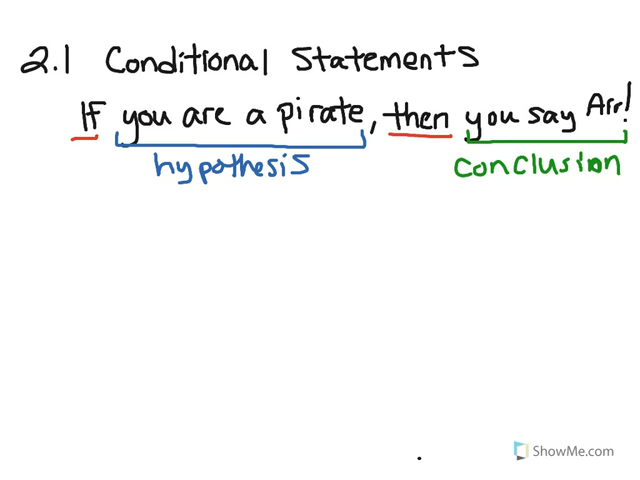 2.1 Conditional Statements
If you are a pirate, then you say Arr!
hypothesis conclusion
ShowMe.com